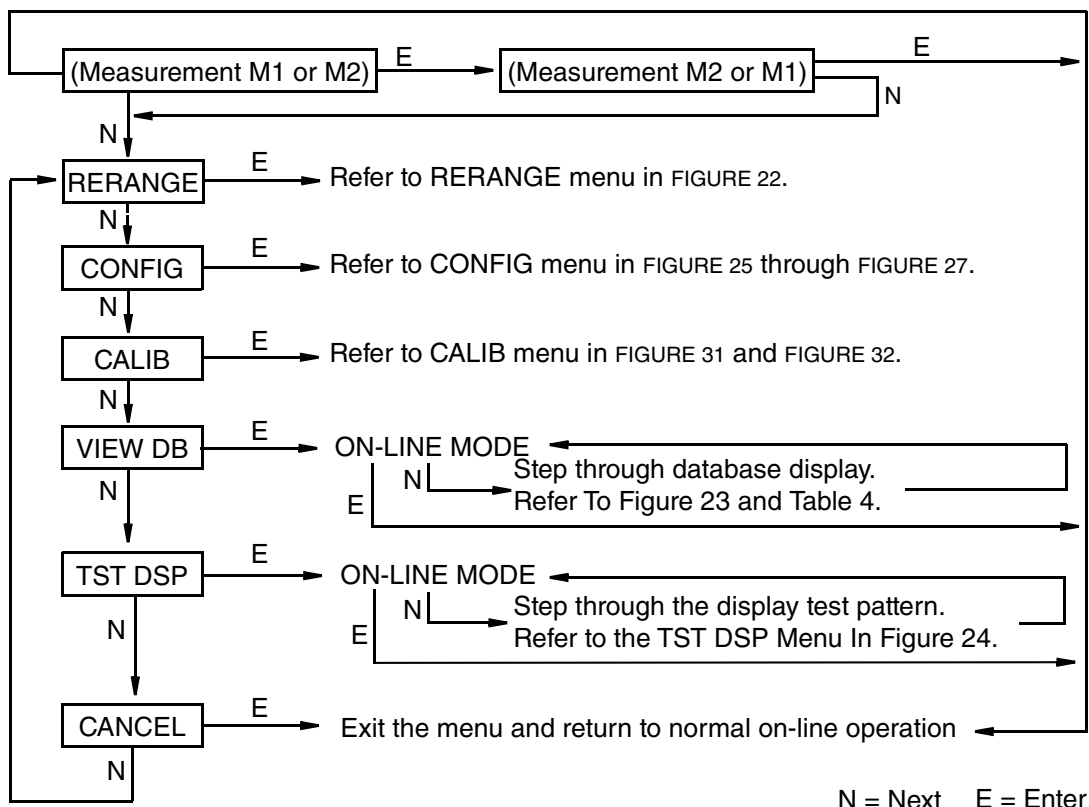 (Measurement M1 or M2) E (Measurement M2 or M1) E
N
N
RERANGE E Refer to RERANGE menu in FIGURE 22.
N
CONFIG E Refer to CONFIG menu in FIGURE 25 through FIGURE 27.
N
CALIB E Refer to CALIB menu in FIGURE 31 and FIGURE 32.
N
VIEW DB E ON-LINE MODE
N Step through database display.
Refer To Figure 23 and Table 4.
E
N
TST DSP E ON-LINE MODE
N Step through the display test pattern.
Refer to the TST DSP Menu In Figure 24.
E
N
CANCEL E Exit the menu and return to normal on-line operation
N
N = Next E = Enter